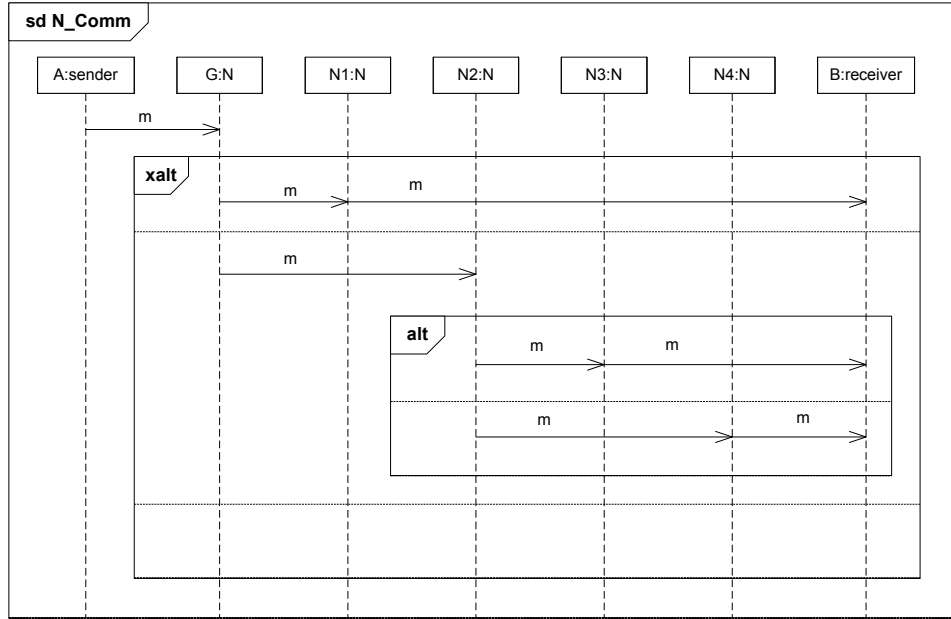 sd N_Comm
A:sender G:N N1:N N2:N N3:N N4:N B:receiver
m
xalt
m m
m
alt
m m
m m